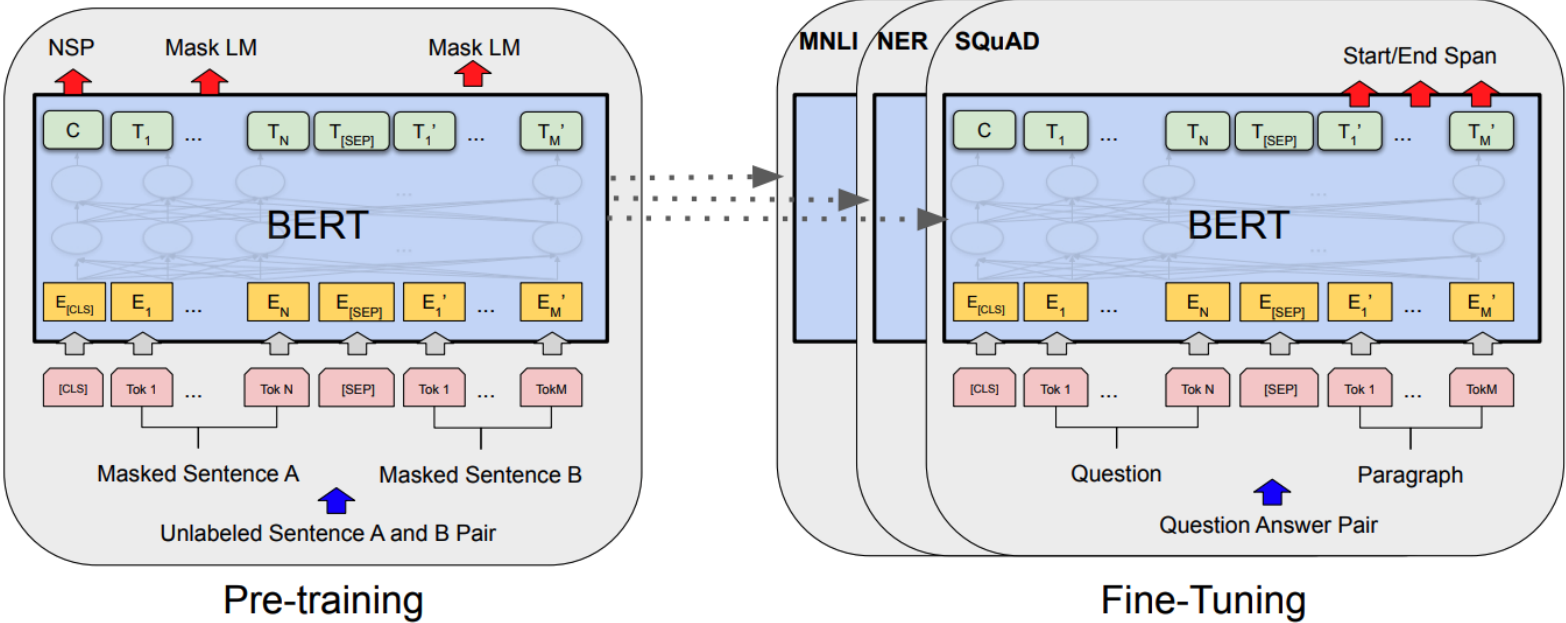 NSP Mask LM Mask LM
C T1 ... TN T[SEP] T1’ ... TM’
...
BERT
...
E[CLS] E1 ... EN E[SEP] E1’ ... EM’
[CLS] Tok 1 ... Tok N [SEP] Tok 1 ... TokM
Masked Sentence A Masked Sentence B
Unlabeled Sentence A and B Pair
Pre-training
MNLI NER SQuAD
Start/End Span
C T1 ... TN T[SEP] T1’ ... TM’
...
BERT
...
E[CLS] E1 ... EN E[SEP] E1’ ... EM’
[CLS] Tok 1 ... Tok N [SEP] Tok 1 ... TokM
Question Paragraph
Question Answer Pair
Fine-Tuning